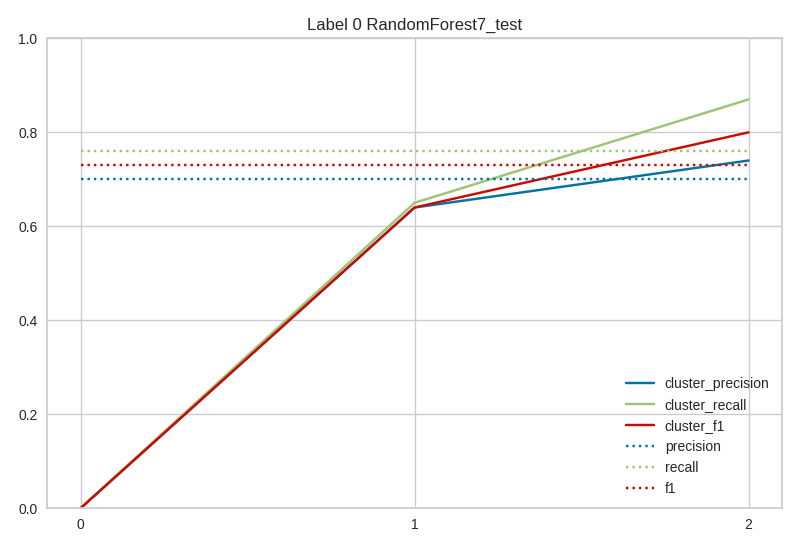 Label 0 RandomForest7_test
1.0
0.8
0.6
0.4
0.2
0.0
cluster_precision
cluster_recall
cluster_f1
precision
recall
f1
0 1 2